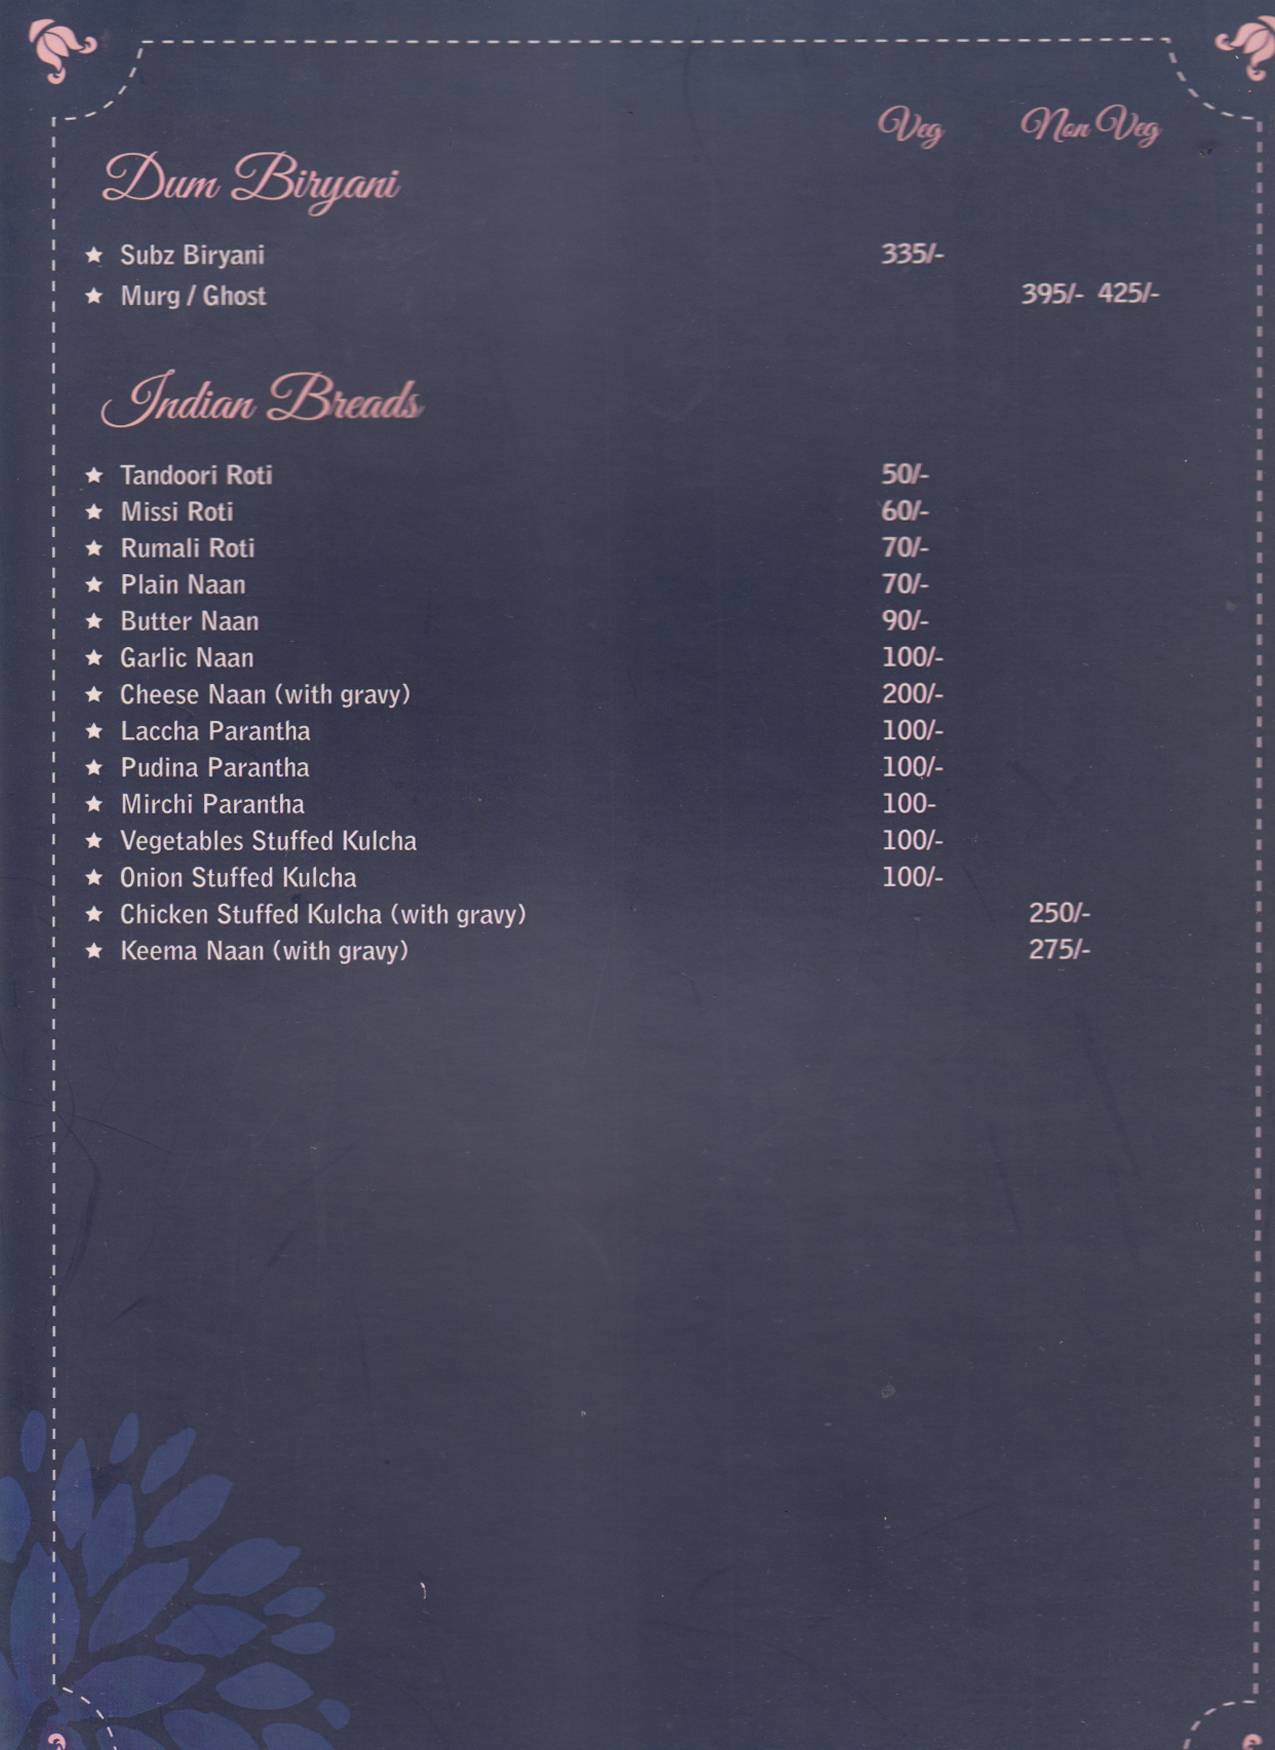 Veg Non Veg
Dum Biryani
★ Subz Biryani 335/-
★ Murg / Ghost 395/- 425/-
Indian Breads
★ Tandoori Roti 50/-
★ Missi Roti 60/-
★ Rumali Roti 70/-
★ Plain Naan 70/-
★ Butter Naan 90/-
★ Garlic Naan 100/-
★ Cheese Naan (with gravy) 200/-
★ Laccha Parantha 100/-
★ Pudina Parantha 100/-
★ Mirchi Parantha 100-
★ Vegetables Stuffed Kulcha 100/-
★ Onion Stuffed Kulcha 100/-
★ Chicken Stuffed Kulcha (with gravy) 250/-
★ Keema Naan (with gravy) 275/-